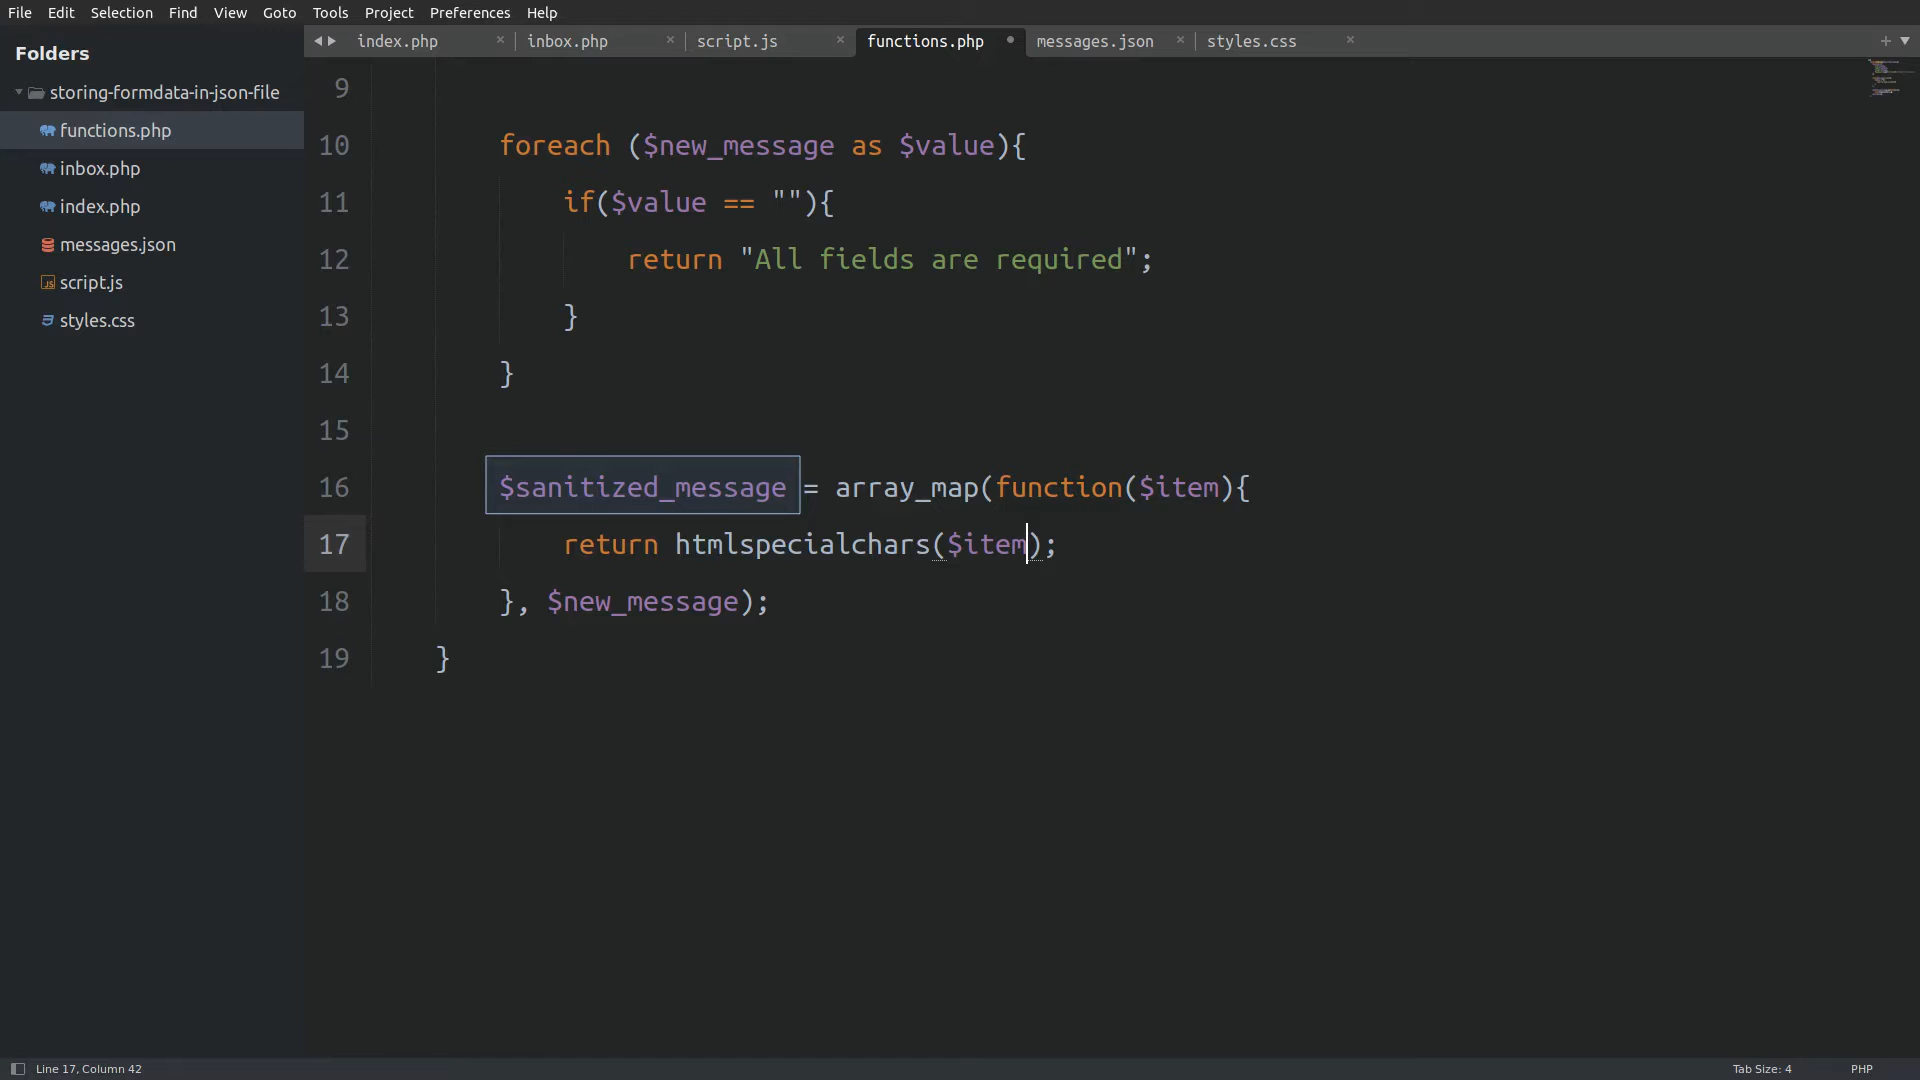 File Edit Selection Find View Goto Tools Project Preferences Help
Folders
storing-formdata-in-json-file
functions.php
inbox.php
index.php
messages.json
script.js
styles.css
index.php × inbox.php × script.js × functions.php • messages.json × styles.css × +
9
10 foreach ($new_message as $value){
11 if($value == ""){
12 return "All fields are required";
13 }
14 }
15
16 $sanitized_message = array_map(function($item){
17 return htmlspecialchars($item);
18 }, $new_message);
19 }
Line 17, Column 42 Tab Size: 4 PHP